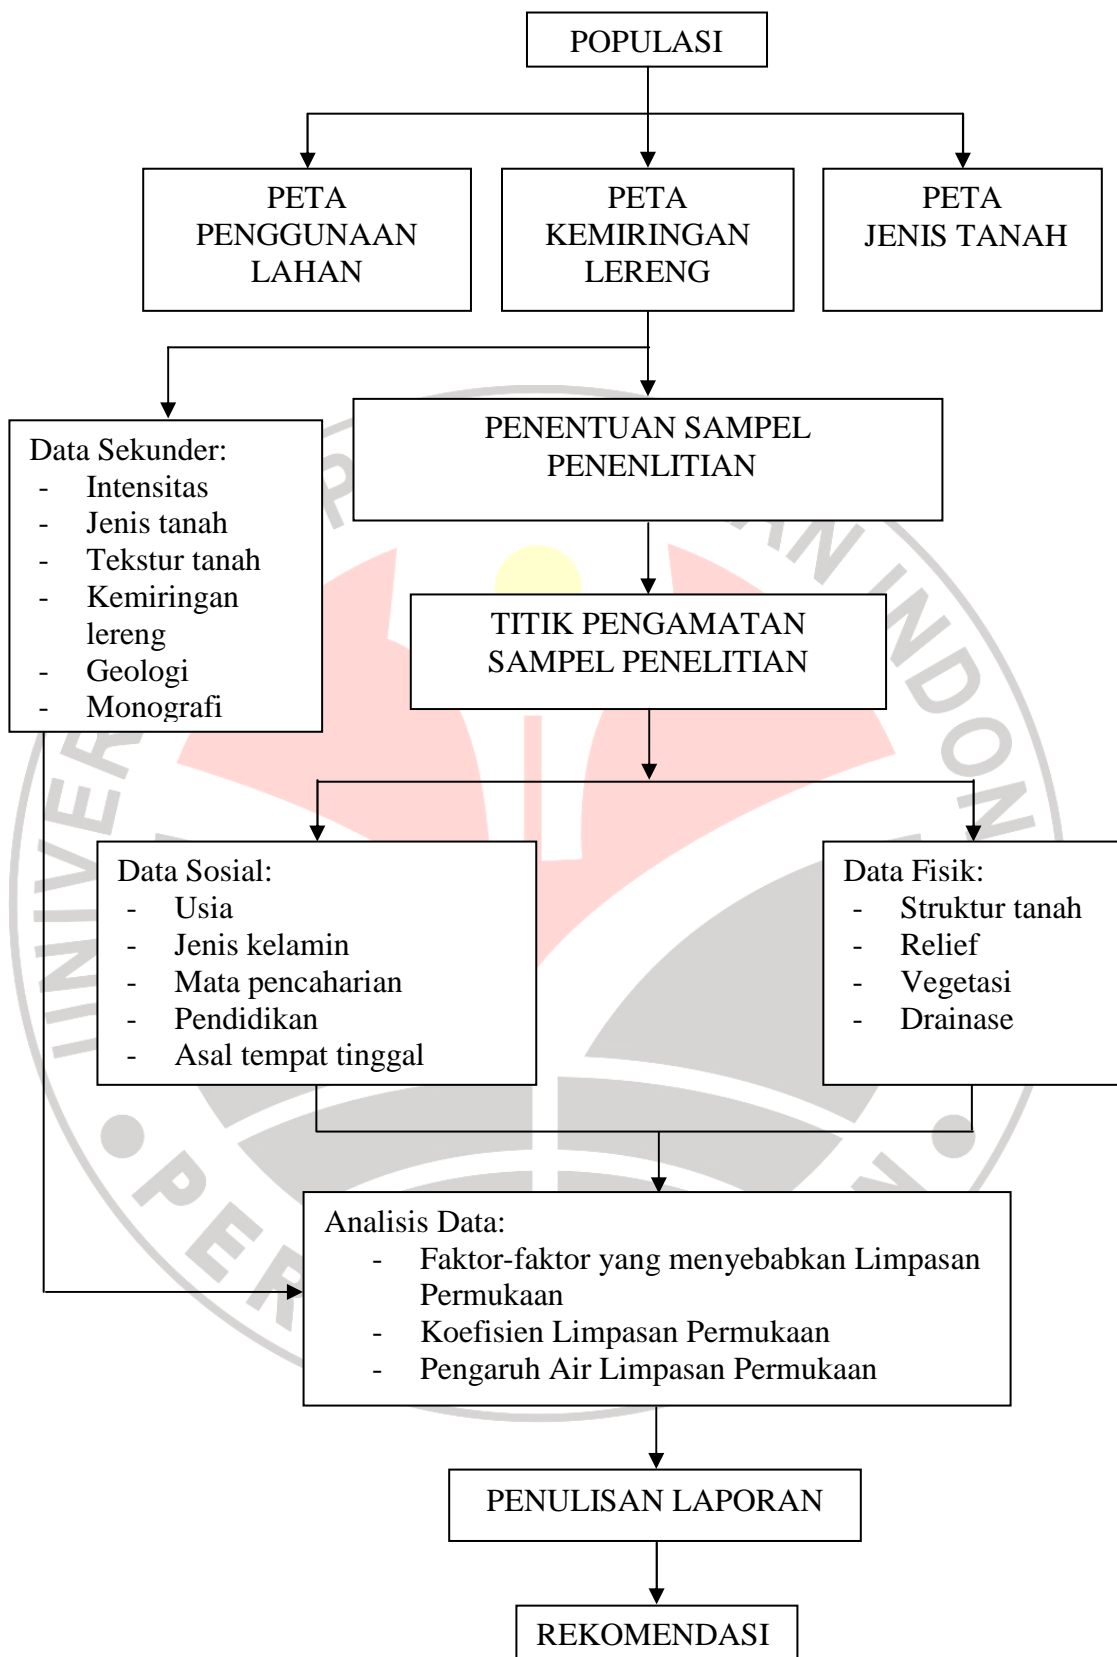 POPULASI
PETA
PENGGUNAAN
LAHAN
PETA
KEMIRINGAN
LERENG
PETA
JENIS TANAH
Data Sekunder:
- Intensitas
- Jenis tanah
- Tekstur tanah
- Kemiringan
lereng
- Geologi
- Monografi
PENENTUAN SAMPEL
PENENLITIAN
TITIK PENGAMATAN
SAMPEL PENELITIAN
Data Sosial:
- Usia
- Jenis kelamin
- Mata pencaharian
- Pendidikan
- Asal tempat tinggal
Data Fisik:
- Struktur tanah
- Relief
- Vegetasi
- Drainase
Analisis Data:
- Faktor-faktor yang menyebabkan Limpasan
Permukaan
- Koefisien Limpasan Permukaan
- Pengaruh Air Limpasan Permukaan
PENULISAN LAPORAN
REKOMENDASI